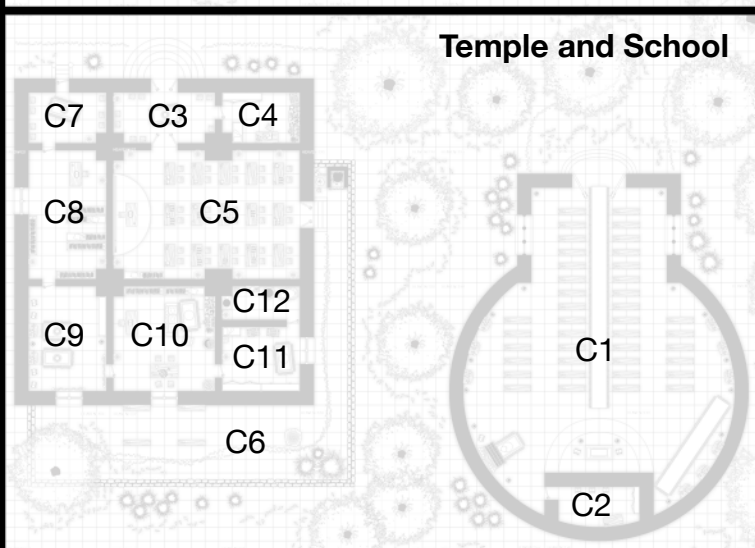 Temple and School
C7 C3 C4
C8 C5
C12
C9 C10
C11
C1
C6
C2